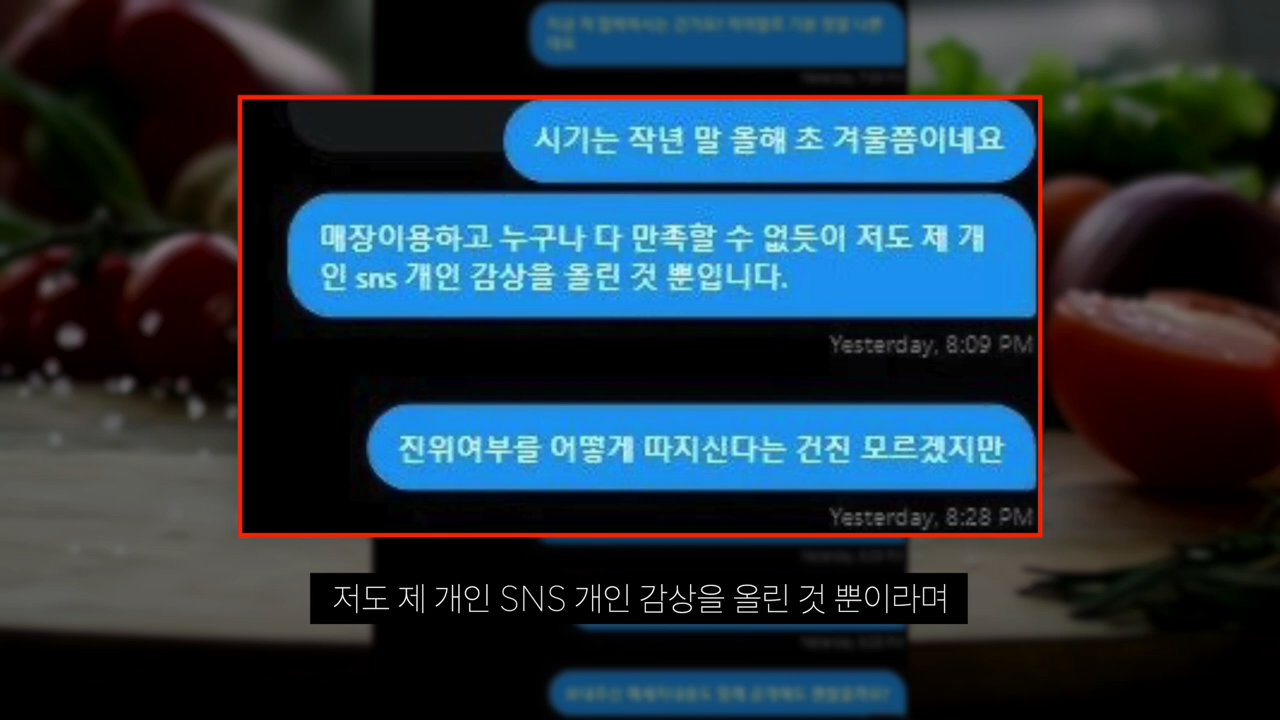 시기는 작년 말 올해 초 겨울쯤이네요
매장이용하고 누구나 다 만족할 수 없듯이 저도 제 개
인 sns 개인 감상을 올린 것 뿐입니다.
Yesterday, 8:09 PM
진위여부를 어떻게 따지신다는 건진 모르겠지만
Yesterday, 8:28 PM
저도 제 개인 SNS 개인 감상을 올린 것 뿐이라며